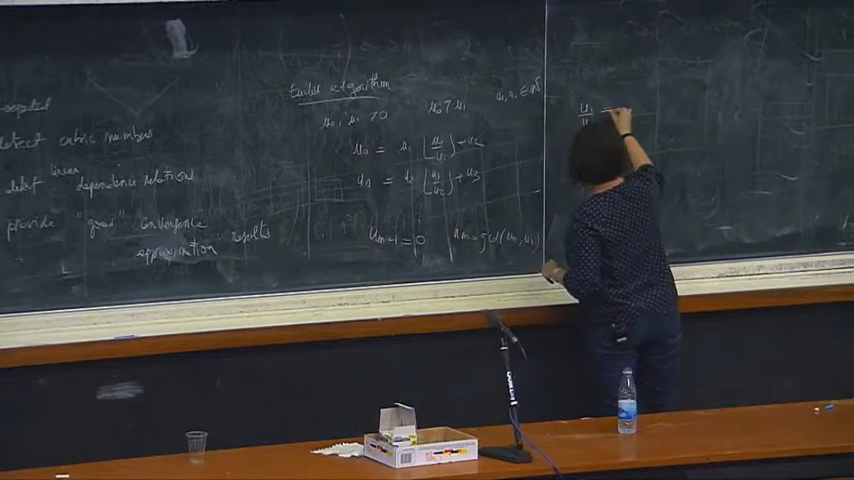 detect cubic numbers
detect linear dependence relations
provide "good" convergence
approximation results
Euclid algorithm
u₀, u₁ > 0 u₀ > u₁ u₁, u₀ ∈ ℕ
u₀ = u₁ ⌊u₀/u₁⌋ + u₂
u₁ = u₂ ⌊u₁/u₂⌋ + u₃
u_{m+1} = 0 u_m = gcd(u₀, u₁)